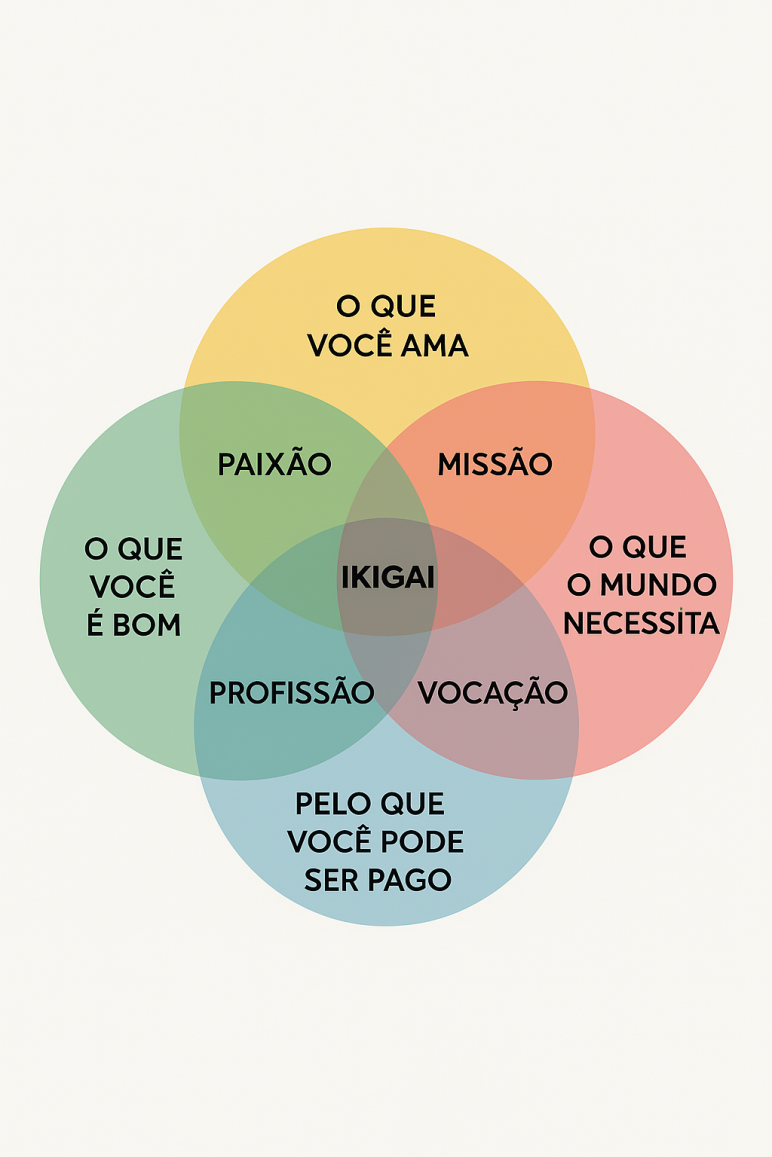 O QUE
VOCÊ AMA
PAIXÃO
MISSÃO
O QUE
VOCÊ
É BOM
IKIGAI
O QUE
O MUNDO
NECESSITA
PROFISSÃO
VOCAÇÃO
PELO QUE
VOCÊ PODE
SER PAGO